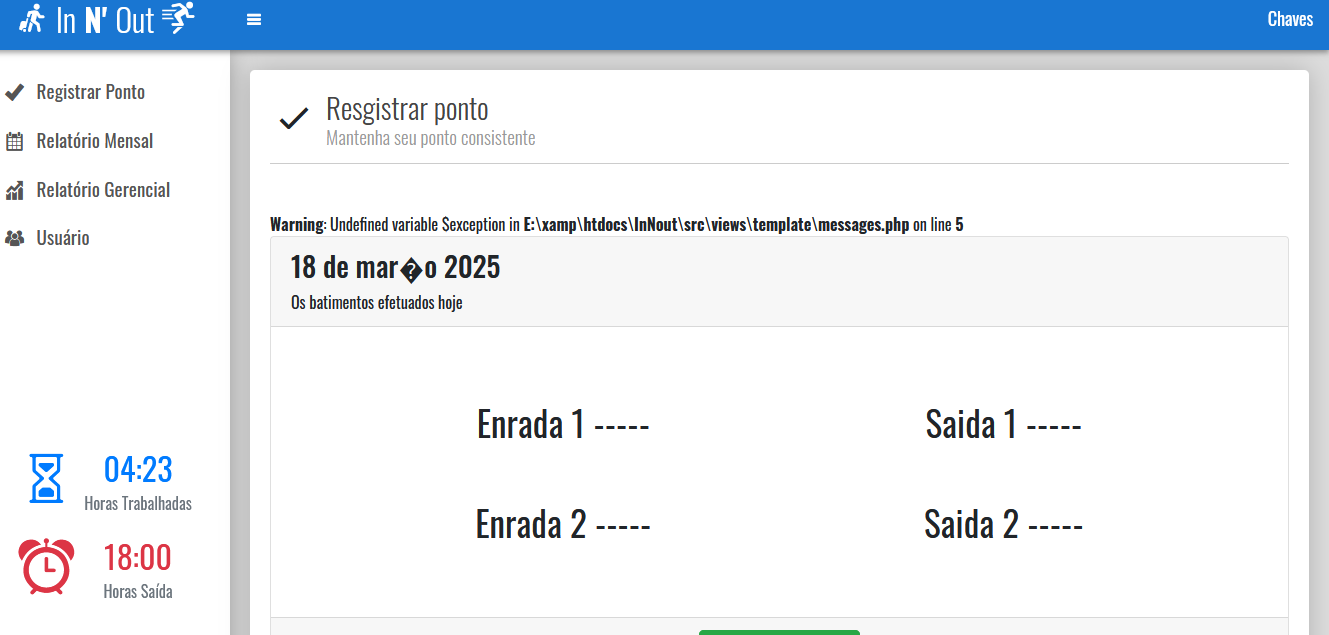 In N' Out
Chaves
Registrar Ponto
Relatório Mensal
Relatório Gerencial
Usuário
04:23
Horas Trabalhadas
18:00
Horas Saída
Resgistrar ponto
Mantenha seu ponto consistente
Warning: Undefined variable $exception in E:\xamp\htdocs\InNout\src\views\template\messages.php on line 5
18 de mar�o 2025
Os batimentos efetuados hoje
Enrada 1 -----
Saida 1 -----
Enrada 2 -----
Saida 2 -----